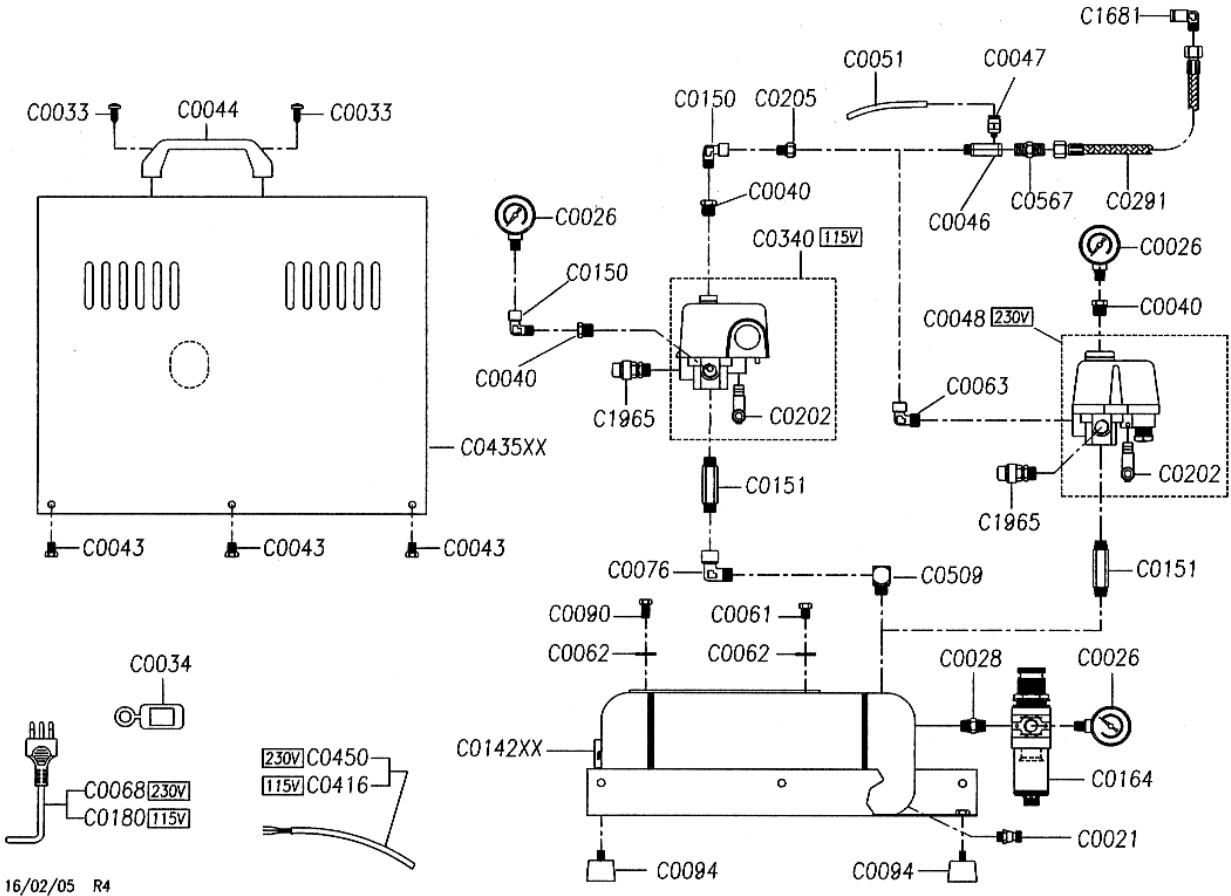 C1681
C0051
C0047
C0033
C0044
C0033
C0150
C0205
C0040
C0046
C0567
C0291
C0026
C0340 115V
C0026
C0150
C0040
C0048 230V
C0040
C0063
C1965
C0202
C0435XX
C0151
C0202
C1965
C0043
C0043
C0043
C0076
C0509
C0151
C0090
C0061
C0062
C0062
C0034
C0028
C0026
C0142XX
230V C0450
115V C0416
C0068 230V
C0180 115V
C0164
C0021
C0094
C0094
16/02/05 R4